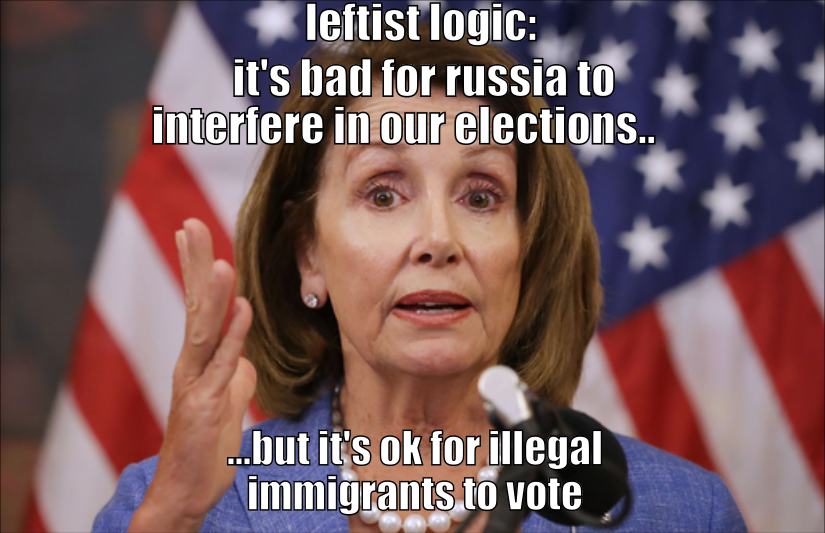 leftist logic:
it's bad for russia to
interfere in our elections..
...but it's ok for illegal
immigrants to vote